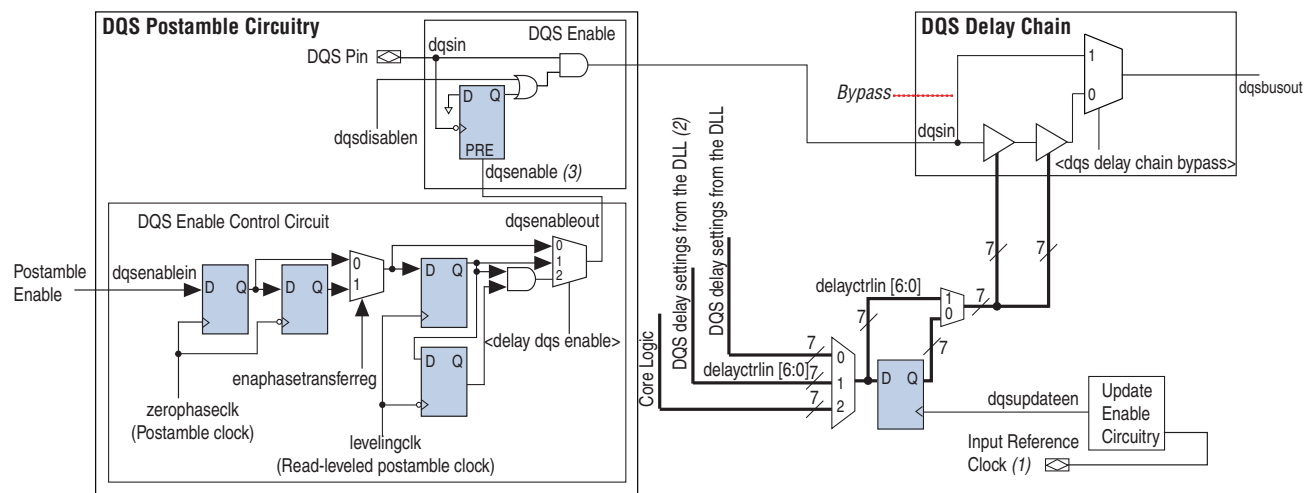 DQS Postamble Circuitry
DQS Enable
dqsin
DQS Pin
D Q
PRE
dqsdisablen
dqsenable (3)
DQS Enable Control Circuit
dqsenableout
Postamble
Enable
dqsenablein
D Q
D Q
0
1
D Q
0
1
2
D Q
<delay dqs enable>
enaphasetransferreg
zerophaseclk
(Postamble clock)
levelingclk
(Read-leveled postamble clock)
DQS Delay Chain
Bypass
dqsin
1
0
dqsbusout
<dqs delay chain bypass>
7
7
Core Logic
DQS delay settings from the DLL (2)
DQS delay settings from the DLL
delayctrlin [6:0]
7
1
0
7
7
7
delayctrlin [6:0]
7
7
0
1
2
D Q
dqsupdateen
Update
Enable
Circuitry
Input Reference
Clock (1)